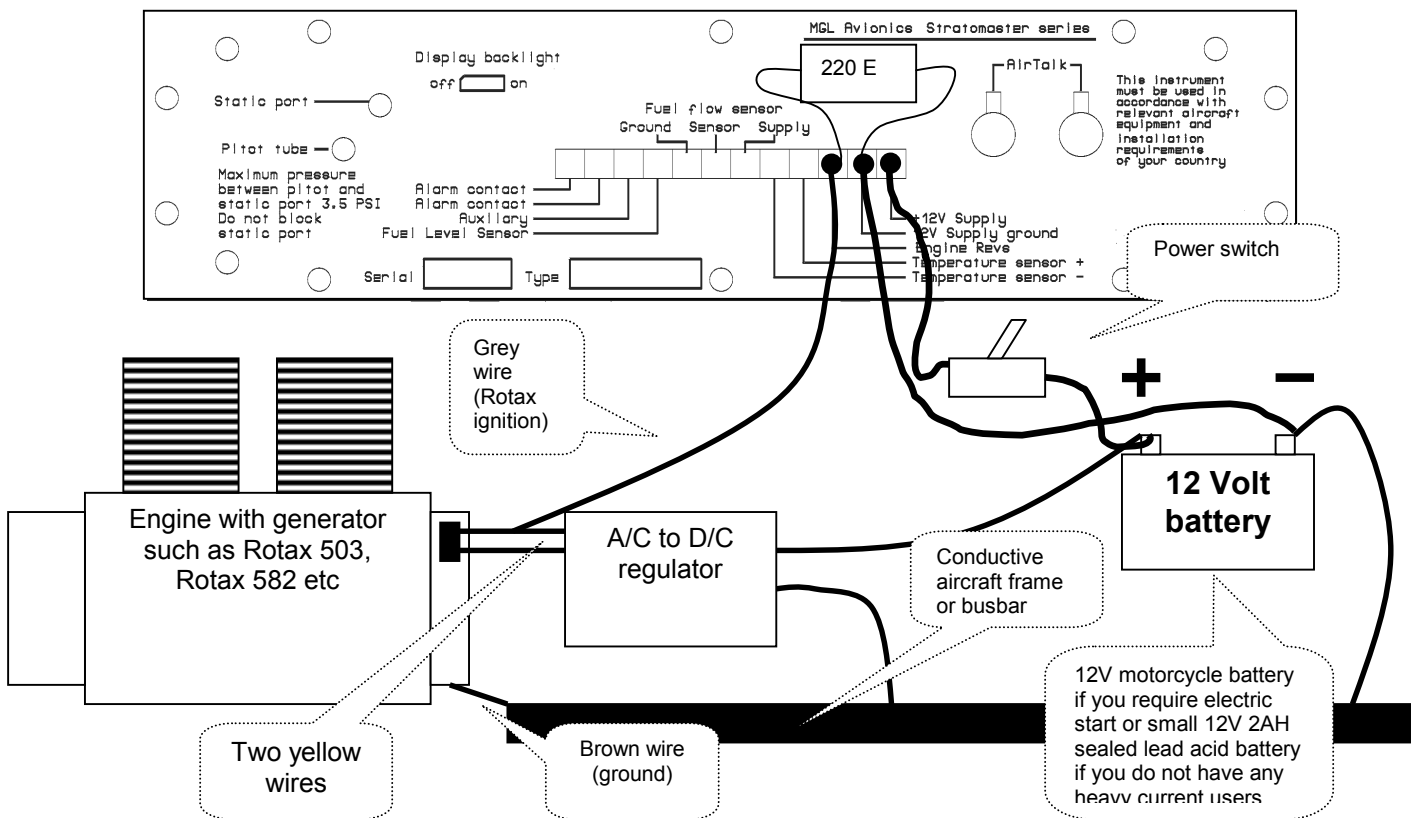 MGL Avionics Stratomaster series
Display backlight
off on
220 E
AirTalk
This instrument
must be used in
accordance with
relevant aircraft
equipment and
installation
requirements
of your country
Static port
Fuel flow sensor
Ground Sensor Supply
Pitot tube
Maximum pressure
between pitot and
static port 3.5 PSI
Do not block
static port
Alarm contact
Alarm contact
Auxilary
Fuel Level Sensor
+12V Supply
12V Supply ground
Engine Revs
Temperature sensor +
Temperature sensor -
Serial
Type
Power switch
Grey
wire
(Rotax
ignition)
+ −
12 Volt
battery
Engine with generator
such as Rotax 503,
Rotax 582 etc
A/C to D/C
regulator
Conductive
aircraft frame
or busbar
Two yellow
wires
Brown wire
(ground)
12V motorcycle battery
if you require electric
start or small 12V 2AH
sealed lead acid battery
if you do not have any
heavy current users